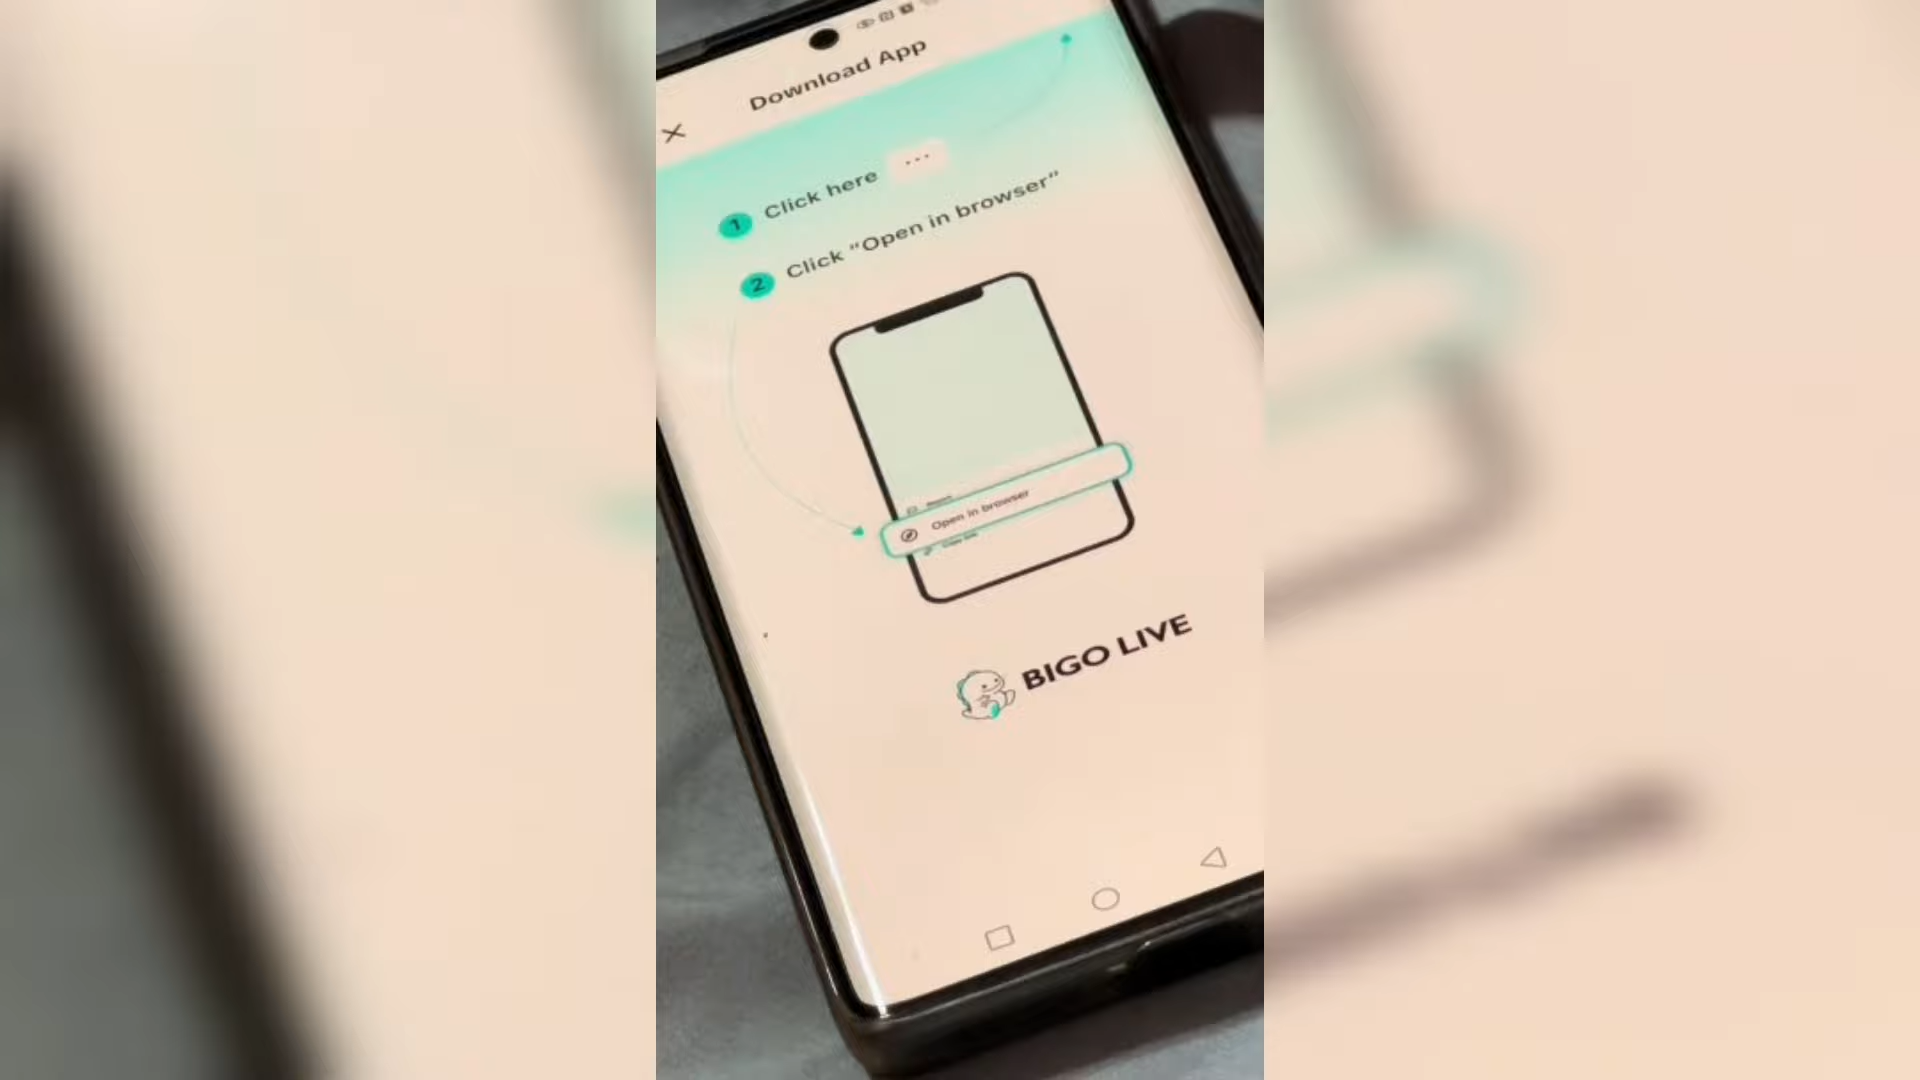 Download App
1 Click here ...
2 Click “Open in browser”
Open in browser
BIGO LIVE